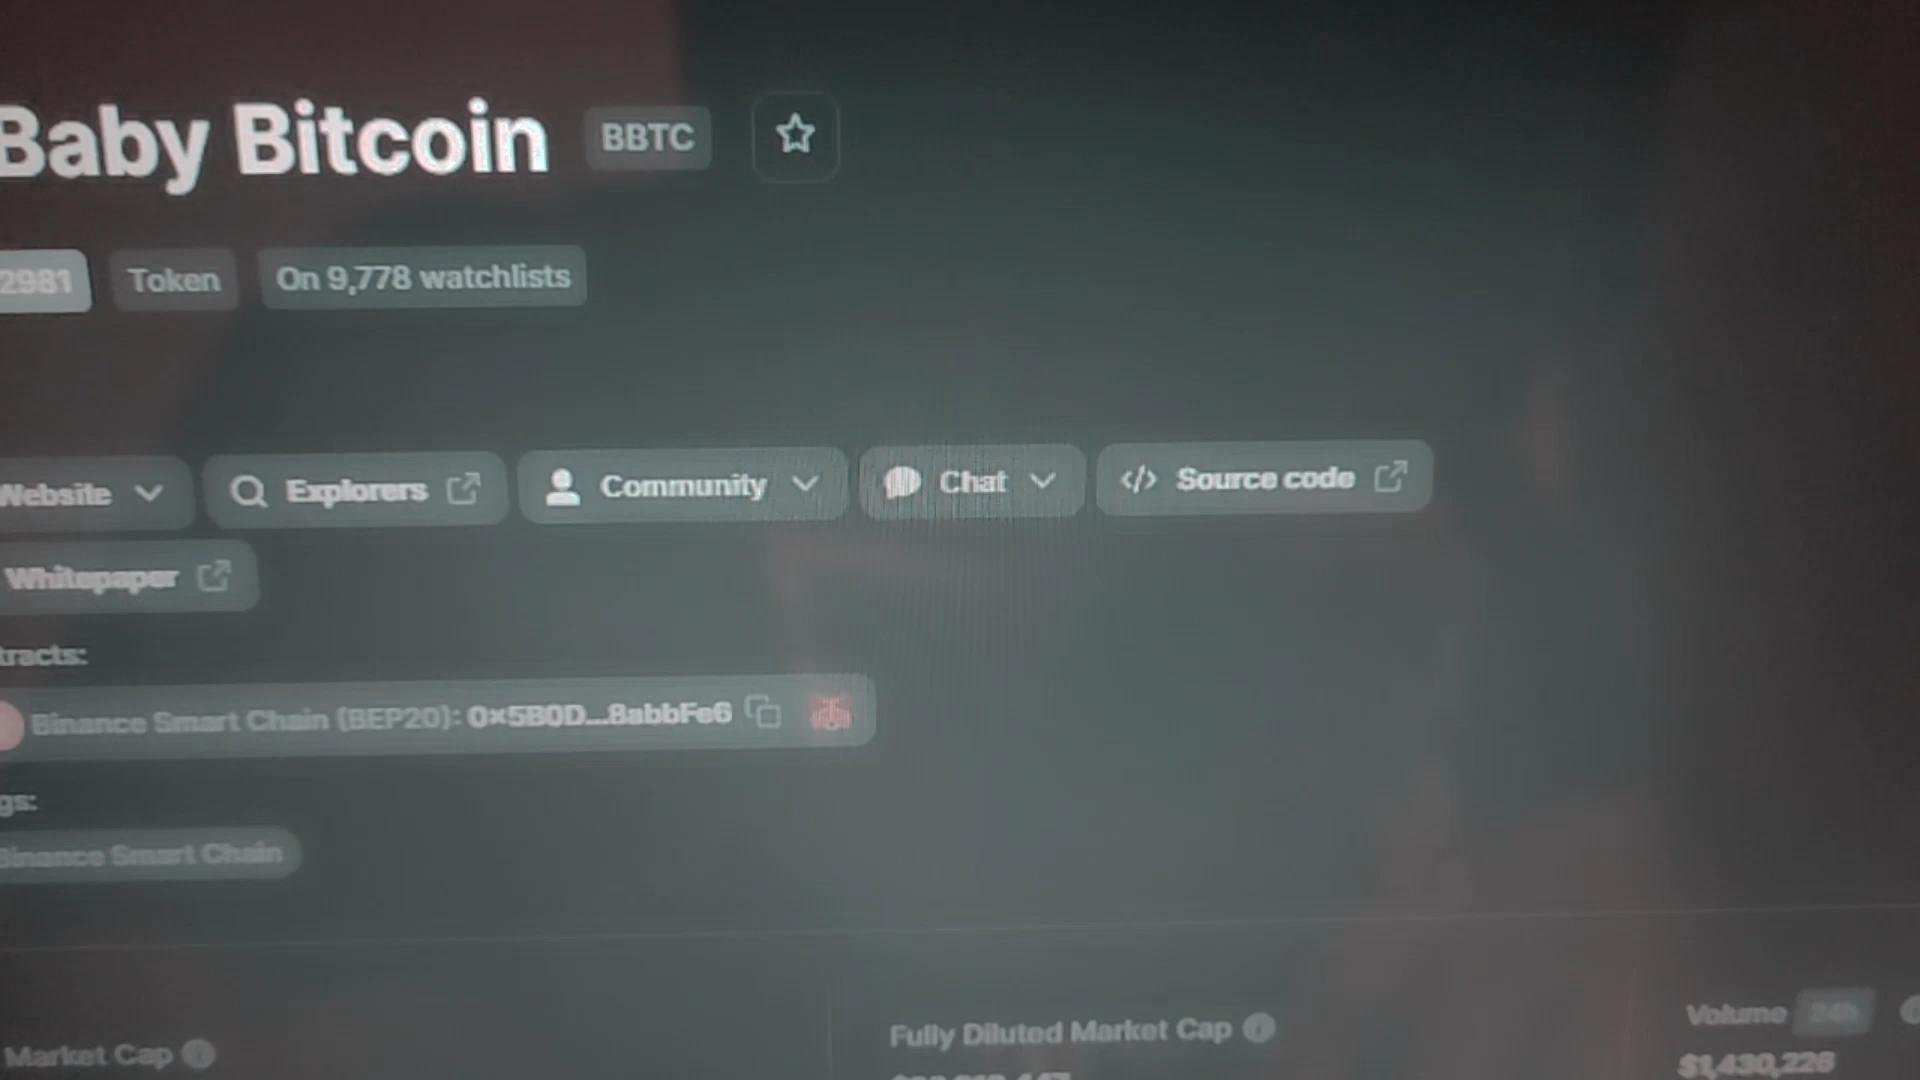 Baby Bitcoin BBTC
2981 Token On 9,778 watchlists
Website Explorers Community Chat Source code
Whitepaper
tracts:
Binance Smart Chain (BEP20): 0x5B0D...8abbFe6
gs:
Binance Smart Chain
Market Cap Fully Diluted Market Cap Volume 24h
$1,430,226